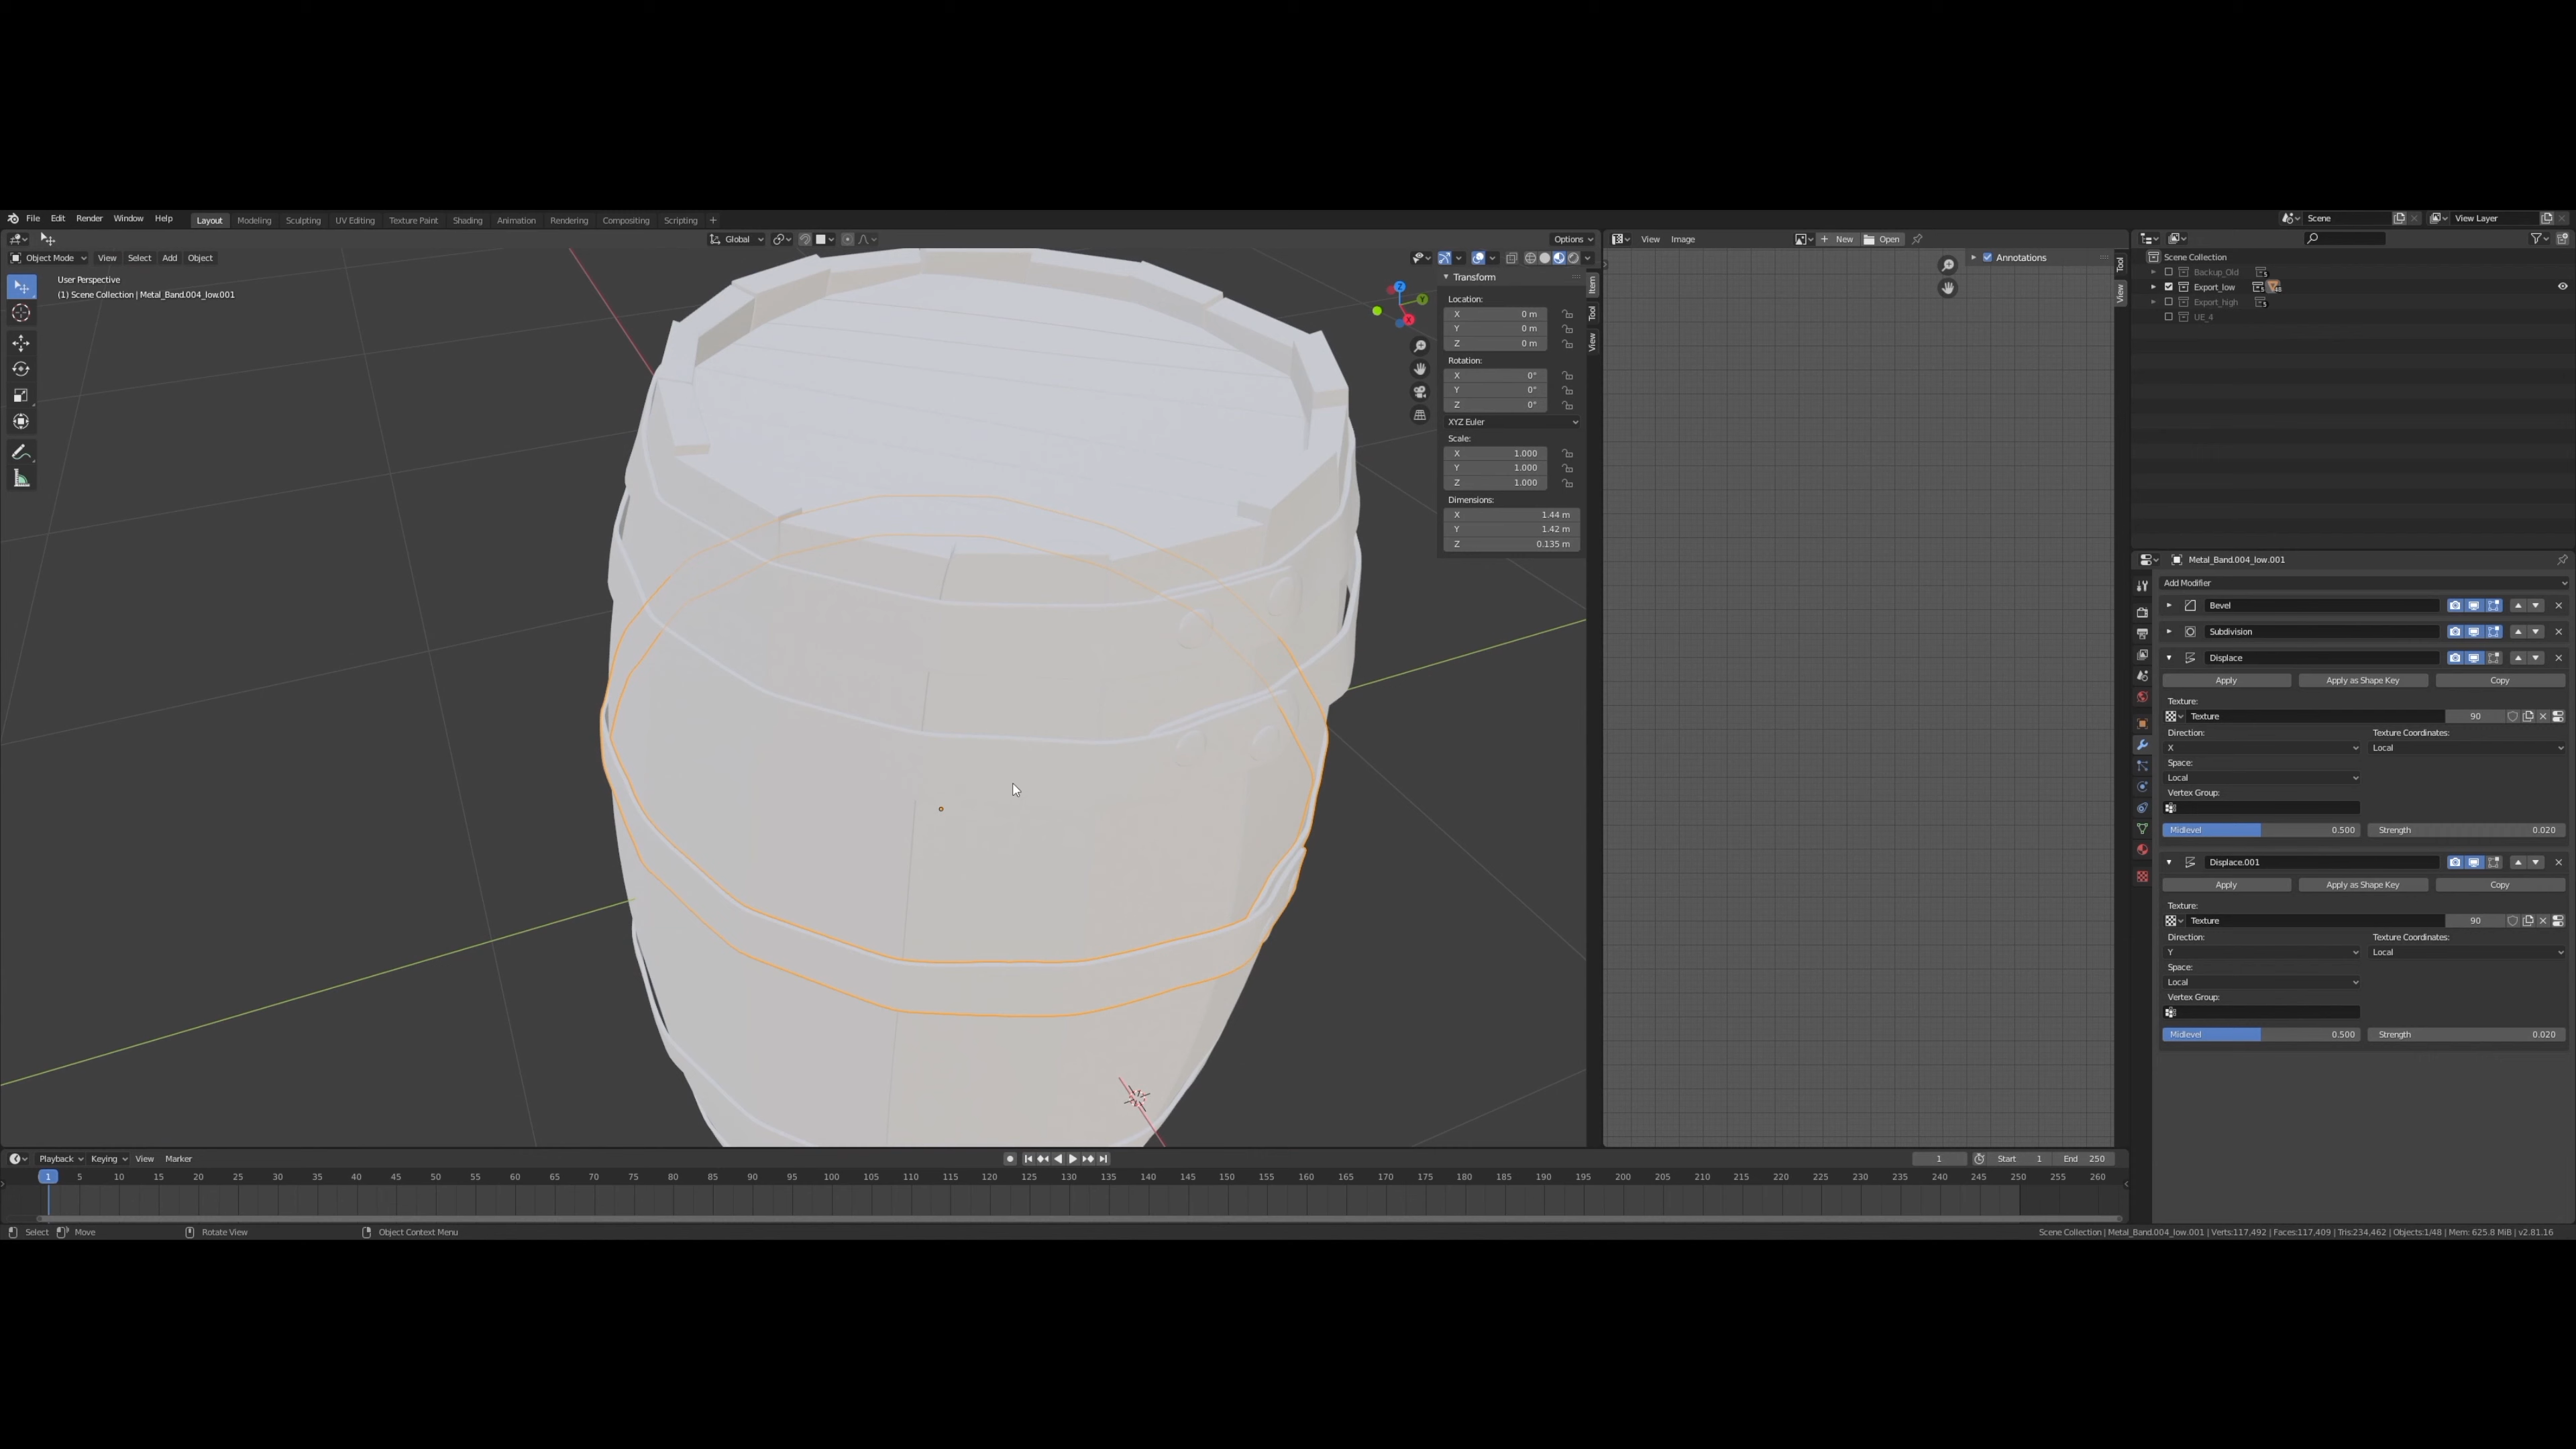 File Edit Render Window Help Layout Modeling Sculpting UV Editing Texture Paint Shading Animation Rendering Compositing Scripting + Scene View Layer
Global Options View Image New Open
Object Mode View Select Add Object Annotations
User Perspective
(1) Scene Collection | Metal_Band.004_low.001
Transform
Location:
X 0 m
Y 0 m
Z 0 m
Rotation:
X 0°
Y 0°
Z 0°
XYZ Euler
Scale:
X 1.000
Y 1.000
Z 1.000
Dimensions:
X 1.44 m
Y 1.42 m
Z 0.135 m
Item
Tool
View
Z
Y
X
Tool
View
Scene Collection
Backup_Old
Export_low
Export_high
UE_4
Metal_Band.004_low.001
Add Modifier
Bevel
Subdivision
Displace
Apply Apply as Shape Key Copy
Texture:
Texture 90
Direction: Texture Coordinates:
X Local
Space:
Local
Vertex Group:
Midlevel 0.500 Strength 0.020
Displace.001
Apply Apply as Shape Key Copy
Texture:
Texture 90
Direction: Texture Coordinates:
Y Local
Space:
Local
Vertex Group:
Midlevel 0.500 Strength 0.020
Playback Keying View Marker 1 Start 1 End 250
1 5 10 15 20 25 30 35 40 45 50 55 60 65 70 75 80 85 90 95 100 105 110 115 120 125 130 135 140 145 150 155 160 165 170 175 180 185 190 195 200 205 210 215 220 225 230 235 240 245 250 255 260
Select Move Rotate View Object Context Menu Scene Collection | Metal_Band.004_low.001 | Verts:117,492 | Faces:117,409 | Tris:234,462 | Objects:1/48 | Mem: 625.8 MiB | v2.81.16